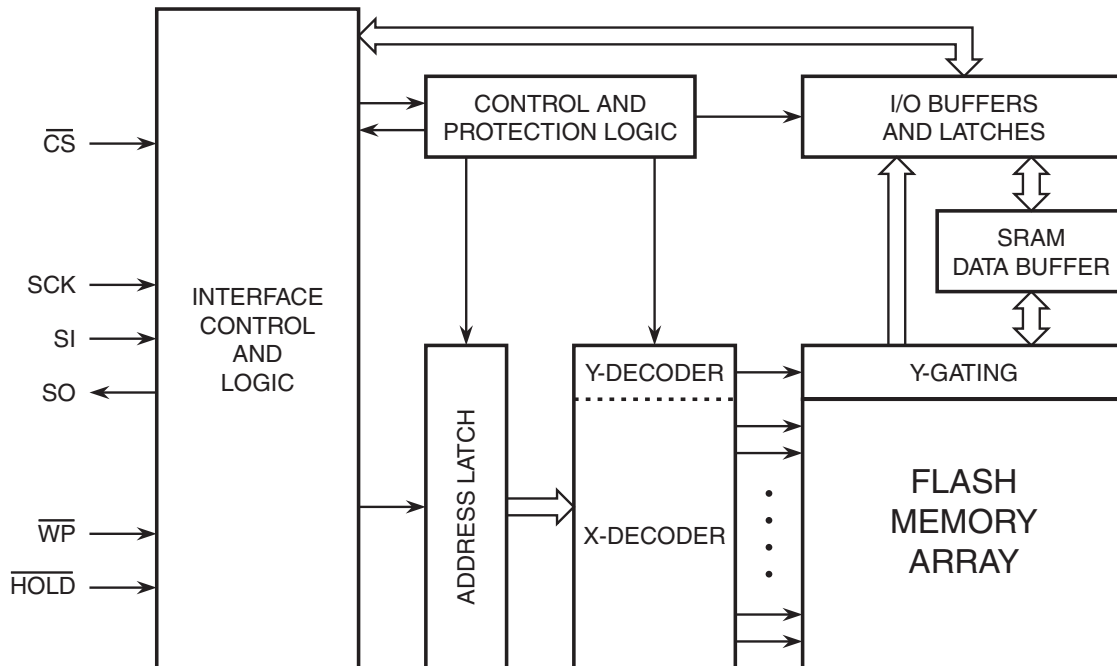 CS
SCK
SI
SO
WP
HOLD
INTERFACE
CONTROL
AND
LOGIC
CONTROL AND
PROTECTION LOGIC
I/O BUFFERS
AND LATCHES
SRAM
DATA BUFFER
ADDRESS LATCH
Y-DECODER
X-DECODER
Y-GATING
FLASH
MEMORY
ARRAY